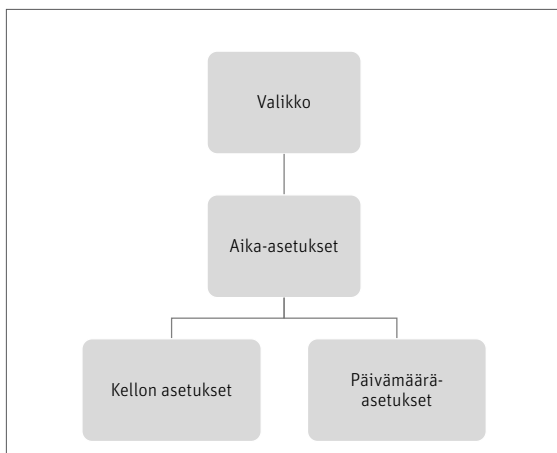 Valikko
Aika-asetukset
Kellon asetukset
Päivämäärä-
asetukset